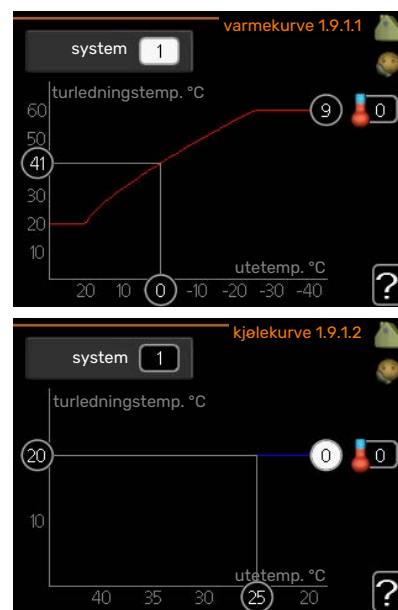 varmekurve 1.9.1.1
system 1
turledningstemp. °C
60
9
0
50
41
30
20
10
utetemp. °C
20 10 0 -10 -20 -30 -40
?
kjølekurve 1.9.1.2
system 1
turledningstemp. °C
20
0
0
10
utetemp. °C
40 35 30 25 20
?